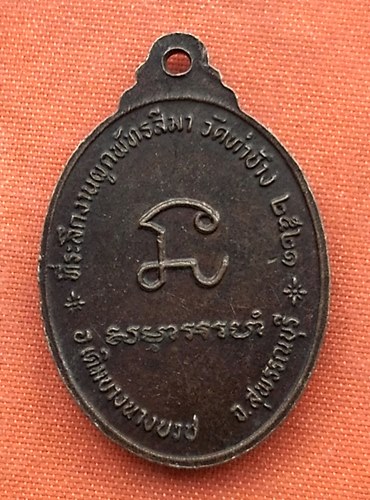 ที่ระลึกงานผูกพัทธสีมา วัดท่าช้าง ๒๕๒๑
อ.เดิมบางนางบวช จ.สุพรรณบุรี